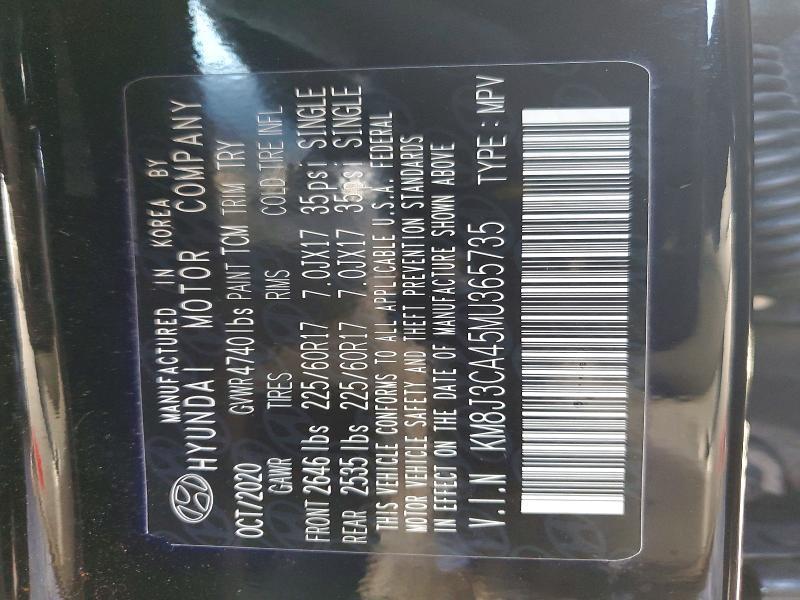 MANUFACTURED IN KOREA BY
HYUNDAI MOTOR COMPANY
OCT/2020 GVWR4740lbs PAINT TCM TRIM TRY
GAWR TIRES RIMS COLD TIRE INFL
FRONT 2646 lbs 225/60R17 7.0JX17 35psi SINGLE
REAR 2535 lbs 225/60R17 7.0JX17 35psi SINGLE
THIS VEHICLE CONFORMS TO ALL APPLICABLE U.S.A. FEDERAL
MOTOR VEHICLE SAFETY AND THEFT PREVENTION STANDARDS
IN EFFECT ON THE DATE OF MANUFACTURE SHOWN ABOVE
V.I.N KM8J3CA45MU365735 TYPE : MPV